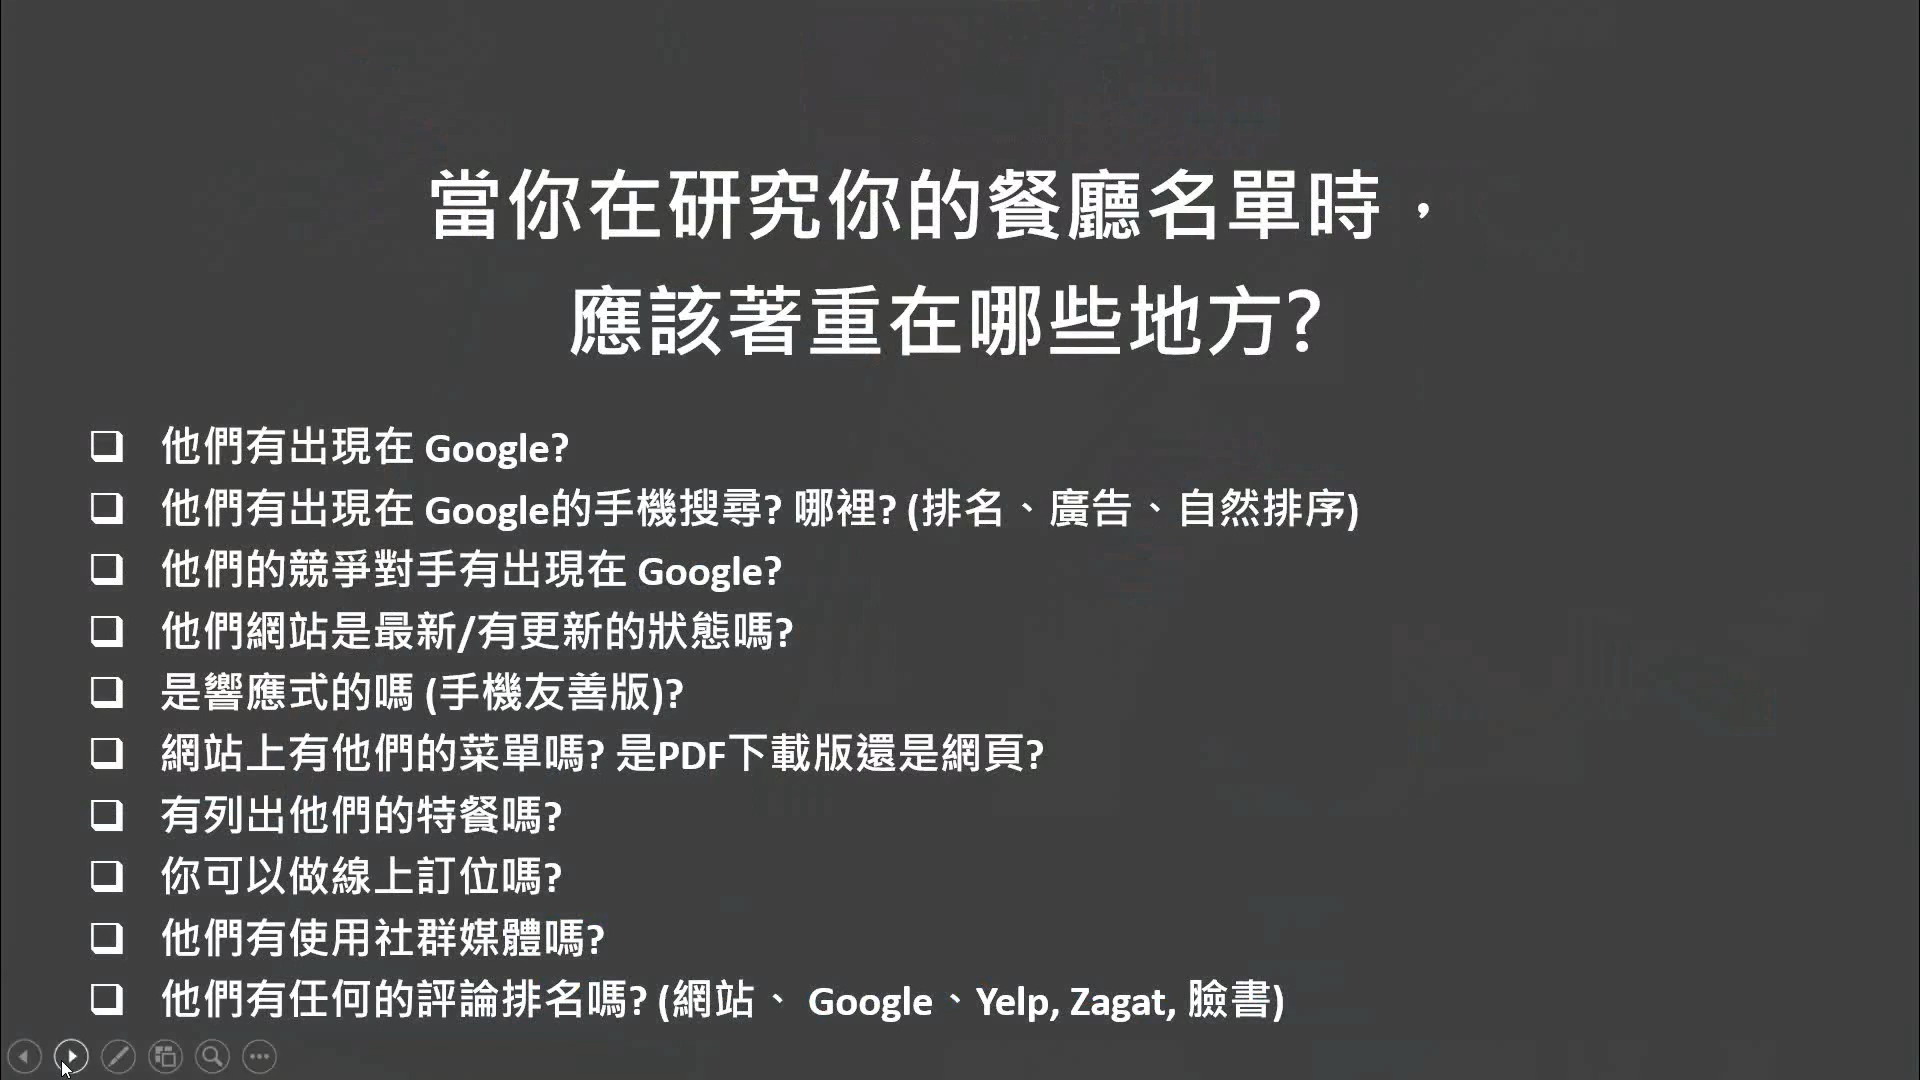 當你在研究你的餐廳名單時，
應該著重在哪些地方?
他們有出現在 Google?
他們有出現在 Google的手機搜尋? 哪裡? (排名、廣告、自然排序)
他們的競爭對手有出現在 Google?
他們網站是最新/有更新的狀態嗎?
是響應式的嗎 (手機友善版)?
網站上有他們的菜單嗎? 是PDF下載版還是網頁?
有列出他們的特餐嗎?
你可以做線上訂位嗎?
他們有使用社群媒體嗎?
他們有任何的評論排名嗎? (網站、 Google、Yelp, Zagat, 臉書)